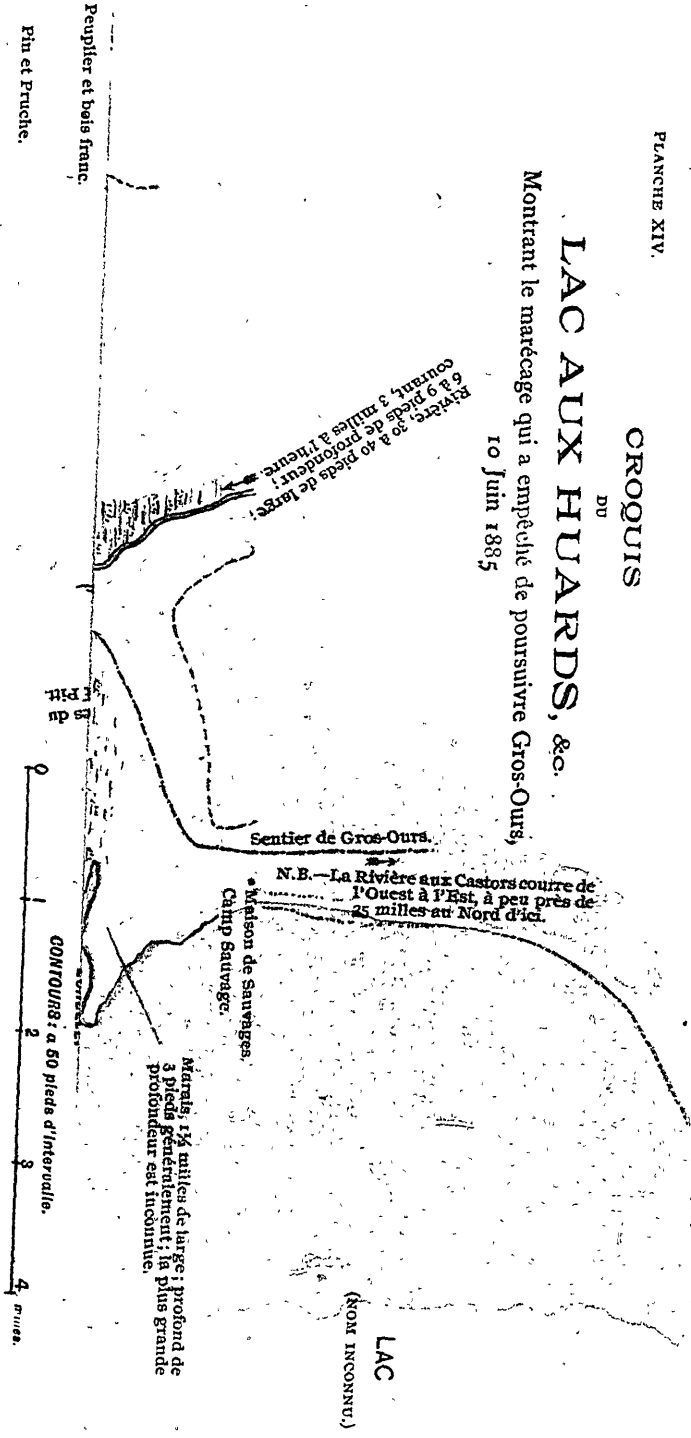 PLANCHE XIV.
CROQUIS
DU
LAC AUX HUARDS, &c.
Montrant le marécage qui a empêché de poursuivre Gros-Ours,
10 Juin 1885
Rivière, 30 à 40 pieds de large;
6 à 9 pieds de profondeur;
courant, 3 milles à l'heure.
Sentier de Gros-Ours.
N.B.—La Rivière aux Castors courre de
l'Ouest à l'Est, à peu près de
25 milles au Nord d'ici.
Maison de Sauvages.
Camp Sauvage.
LAC
(NOM INCONNU.)
Marais, 1½ milles de large; profond de
3 pieds généralement; la plus grande
profondeur est inconnue.
Peuplier et bois franc.
Pin et Pruche.
Pitt.
du
CONTOURS: a 50 pieds d'Intervalle.
0 1 2 3 4 milles.